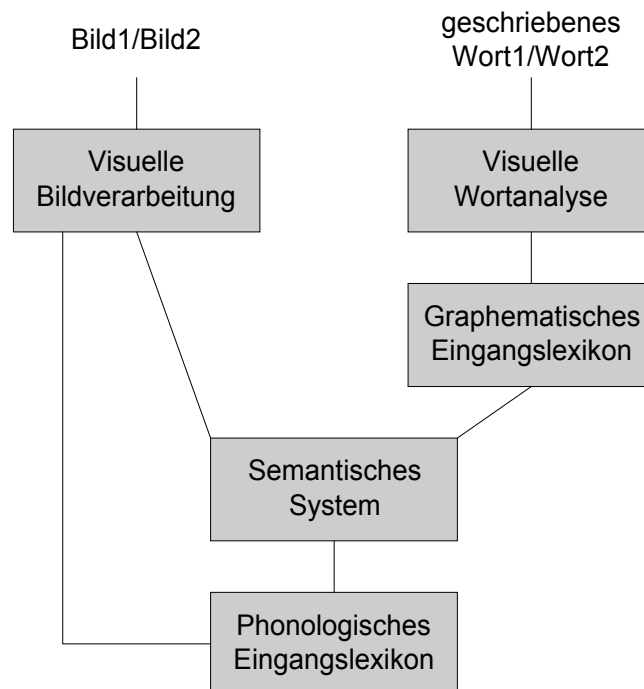 Bild1/Bild2
geschriebenes
Wort1/Wort2
Visuelle
Bildverarbeitung
Visuelle
Wortanalyse
Graphematisches
Eingangslexikon
Semantisches
System
Phonologisches
Eingangslexikon